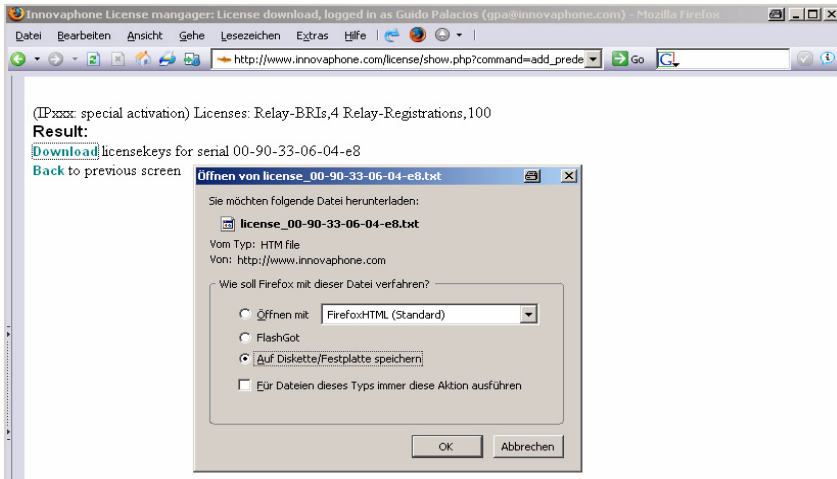 Innovaphone License mangager: License download, logged in as Guido Palacios (gpa@innovaphone.com) - Mozilla Firefox
Datei Bearbeiten Ansicht Gehe Lesezeichen Extras Hilfe
http://www.innovaphone.com/license/show.php?command=add_prede Go G
(IPxxx: special activation) Licenses: Relay-BRIs,4 Relay-Registrations,100
Result:
Download licensekeys for serial 00-90-33-06-04-e8
Back to previous screen
Öffnen von license_00-90-33-06-04-e8.txt
Sie möchten folgende Datei herunterladen:
license_00-90-33-06-04-e8.txt
Vom Typ: HTM file
Von: http://www.innovaphone.com
Wie soll Firefox mit dieser Datei verfahren?
Öffnen mit FirefoxHTML (Standard)
FlashGot
Auf Diskette/Festplatte speichern
Für Dateien dieses Typs immer diese Aktion ausführen
OK Abbrechen